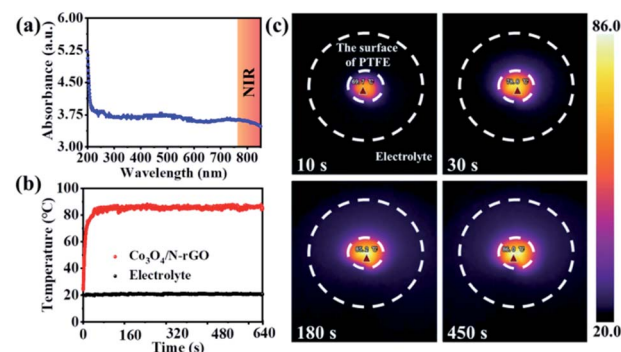 (a)
6.00
5.25
4.50
3.75
3.00
Absorbance (a.u.)
NIR
200 300 400 500 600 700 800
Wavelength (nm)
(b)
100
80
60
40
20
0
Temperature (°C)
Co3O4/N-rGO
Electrolyte
0 160 320 480 640
Time (s)
(c)
The surface
of PTFE
Electrolyte
10 s
30 s
180 s
450 s
86.0
20.0